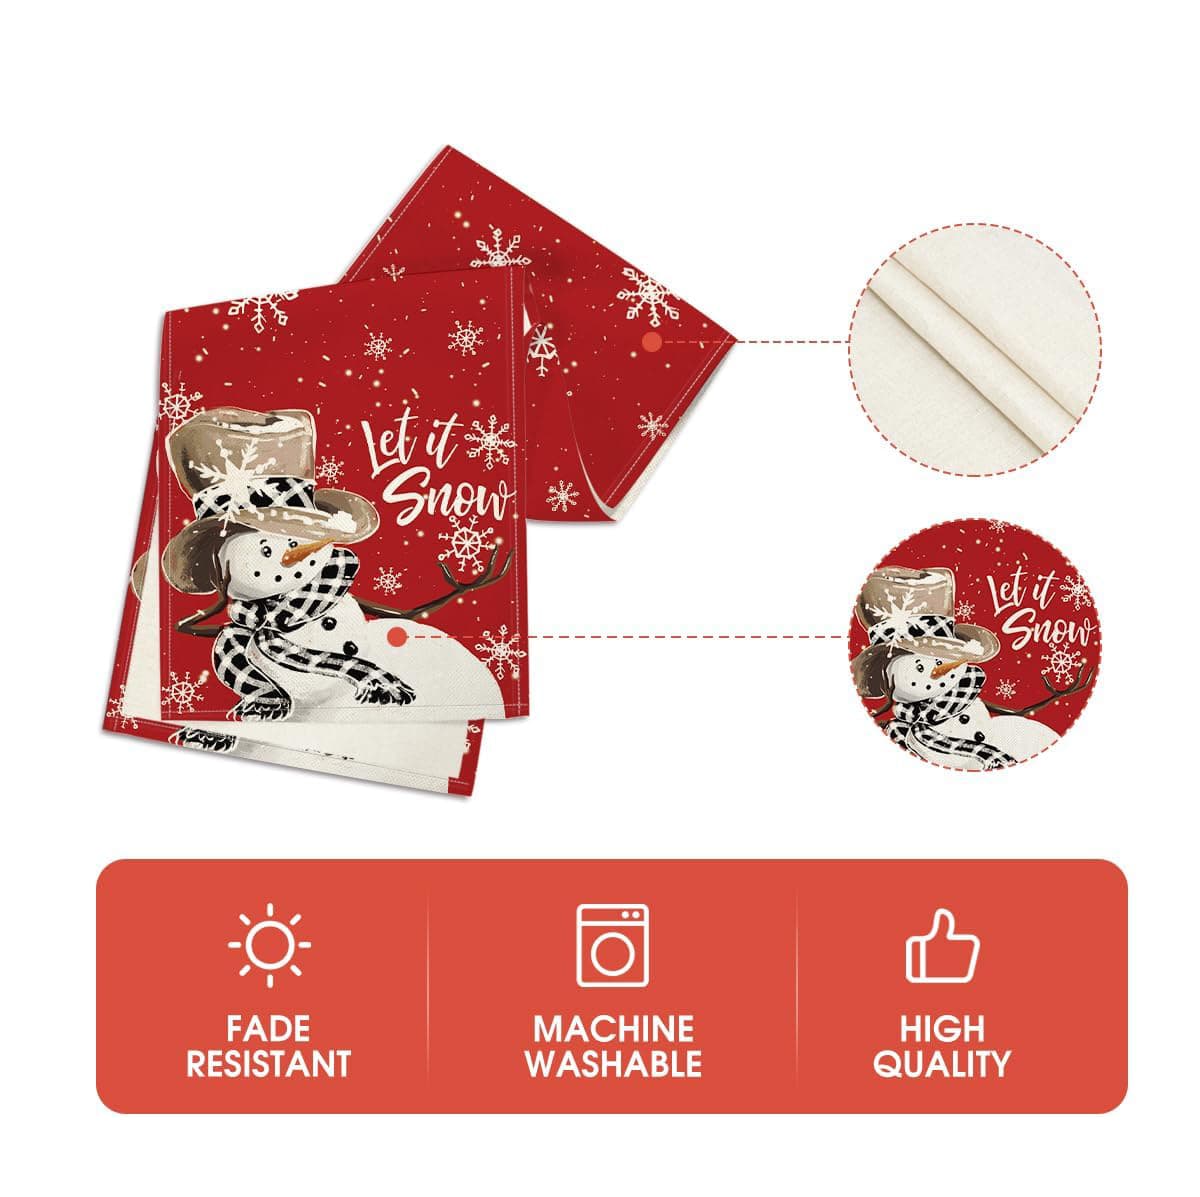 Let it
Snow
Let it
Snow
FADE
RESISTANT
MACHINE
WASHABLE
HIGH
QUALITY